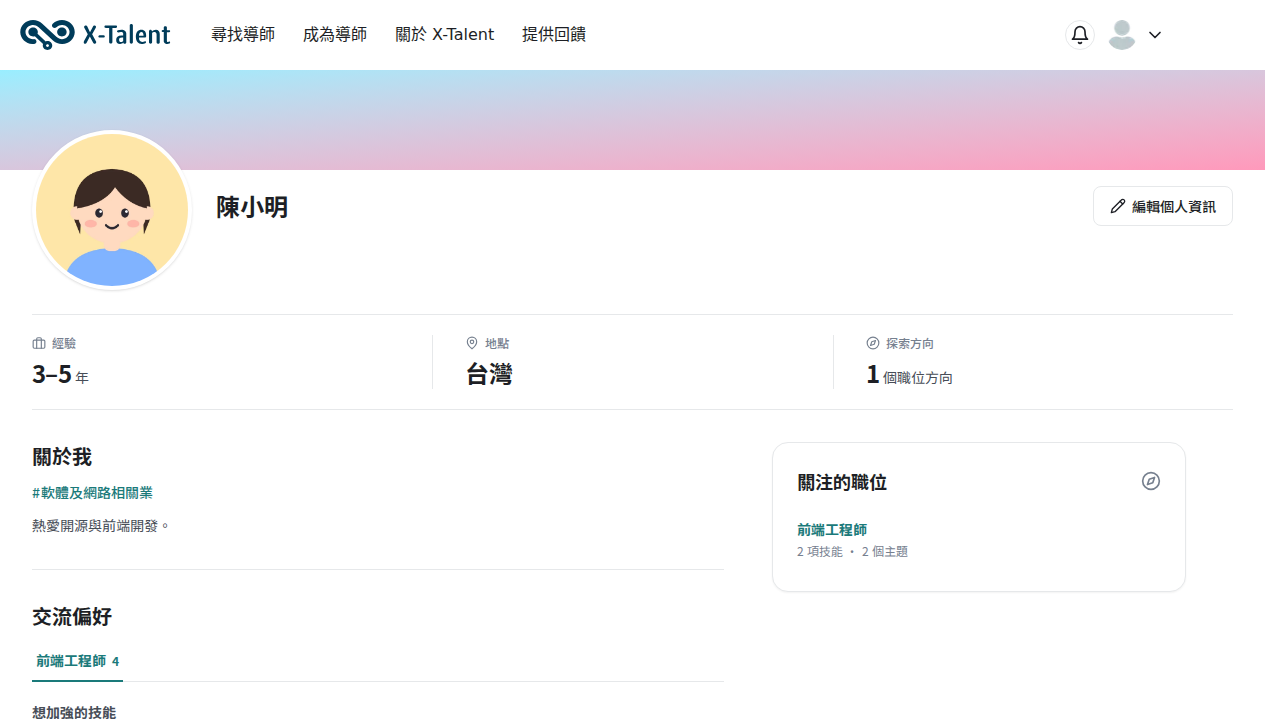 X-Talent
尋找導師
成為導師
關於 X-Talent
提供回饋
陳小明
編輯個人資訊
經驗
3–5 年
地點
台灣
探索方向
1 個職位方向
關於我
#軟體及網路相關業
熱愛開源與前端開發。
關注的職位
前端工程師
2 項技能 · 2 個主題
交流偏好
前端工程師 4
想加強的技能